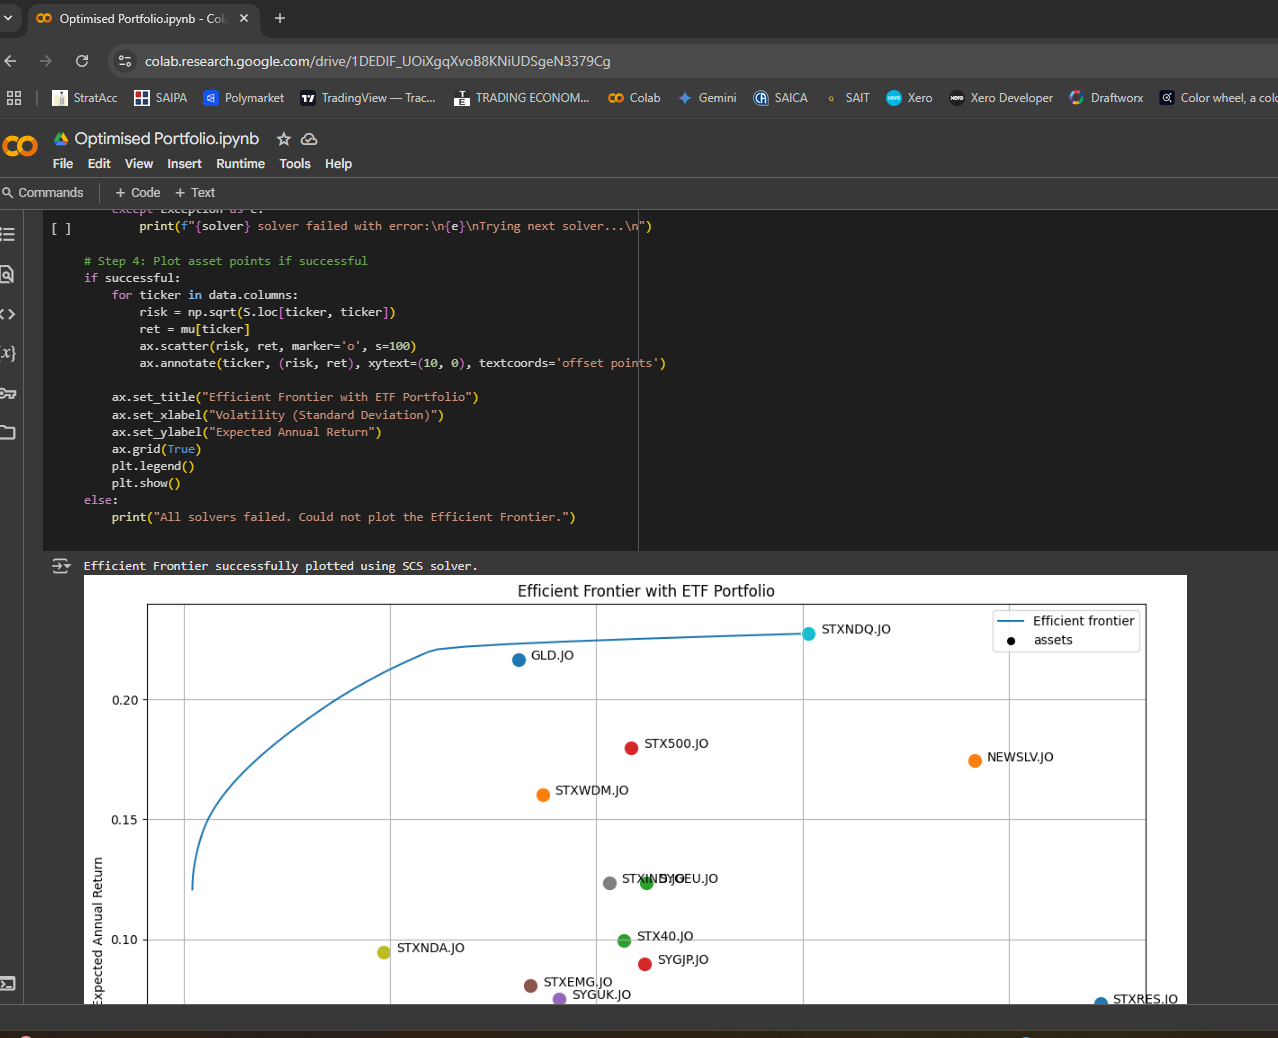 Optimised Portfolio.ipynb - Col
colab.research.google.com/drive/1DEDIF_UOiXgqXvoB8KNiUDSgeN3379Cg
StratAcc SAIPA Polymarket TradingView — Trac... TRADING ECONOM... Colab Gemini SAICA SAIT Xero Xero Developer Draftworx Color wheel, a colo
Optimised Portfolio.ipynb
File Edit View Insert Runtime Tools Help
Commands + Code + Text
except Exception as e:
[ ] print(f"{solver} solver failed with error:\n{e}\nTrying next solver...\n")
# Step 4: Plot asset points if successful
if successful:
for ticker in data.columns:
risk = np.sqrt(S.loc[ticker, ticker])
ret = mu[ticker]
ax.scatter(risk, ret, marker='o', s=100)
ax.annotate(ticker, (risk, ret), xytext=(10, 0), textcoords='offset points')
ax.set_title("Efficient Frontier with ETF Portfolio")
ax.set_xlabel("Volatility (Standard Deviation)")
ax.set_ylabel("Expected Annual Return")
ax.grid(True)
plt.legend()
plt.show()
else:
print("All solvers failed. Could not plot the Efficient Frontier.")
Efficient Frontier successfully plotted using SCS solver.
Efficient Frontier with ETF Portfolio
Efficient frontier
assets
STXNDQ.JO
GLD.JO
0.20
STX500.JO
NEWSLV.JO
STXWDM.JO
0.15
STXIND.JO
SYGEU.JO
0.10
STX40.JO
STXNDA.JO
SYGJP.JO
STXEMG.JO
SYGUK.JO
STXRES.JO
Expected Annual Return